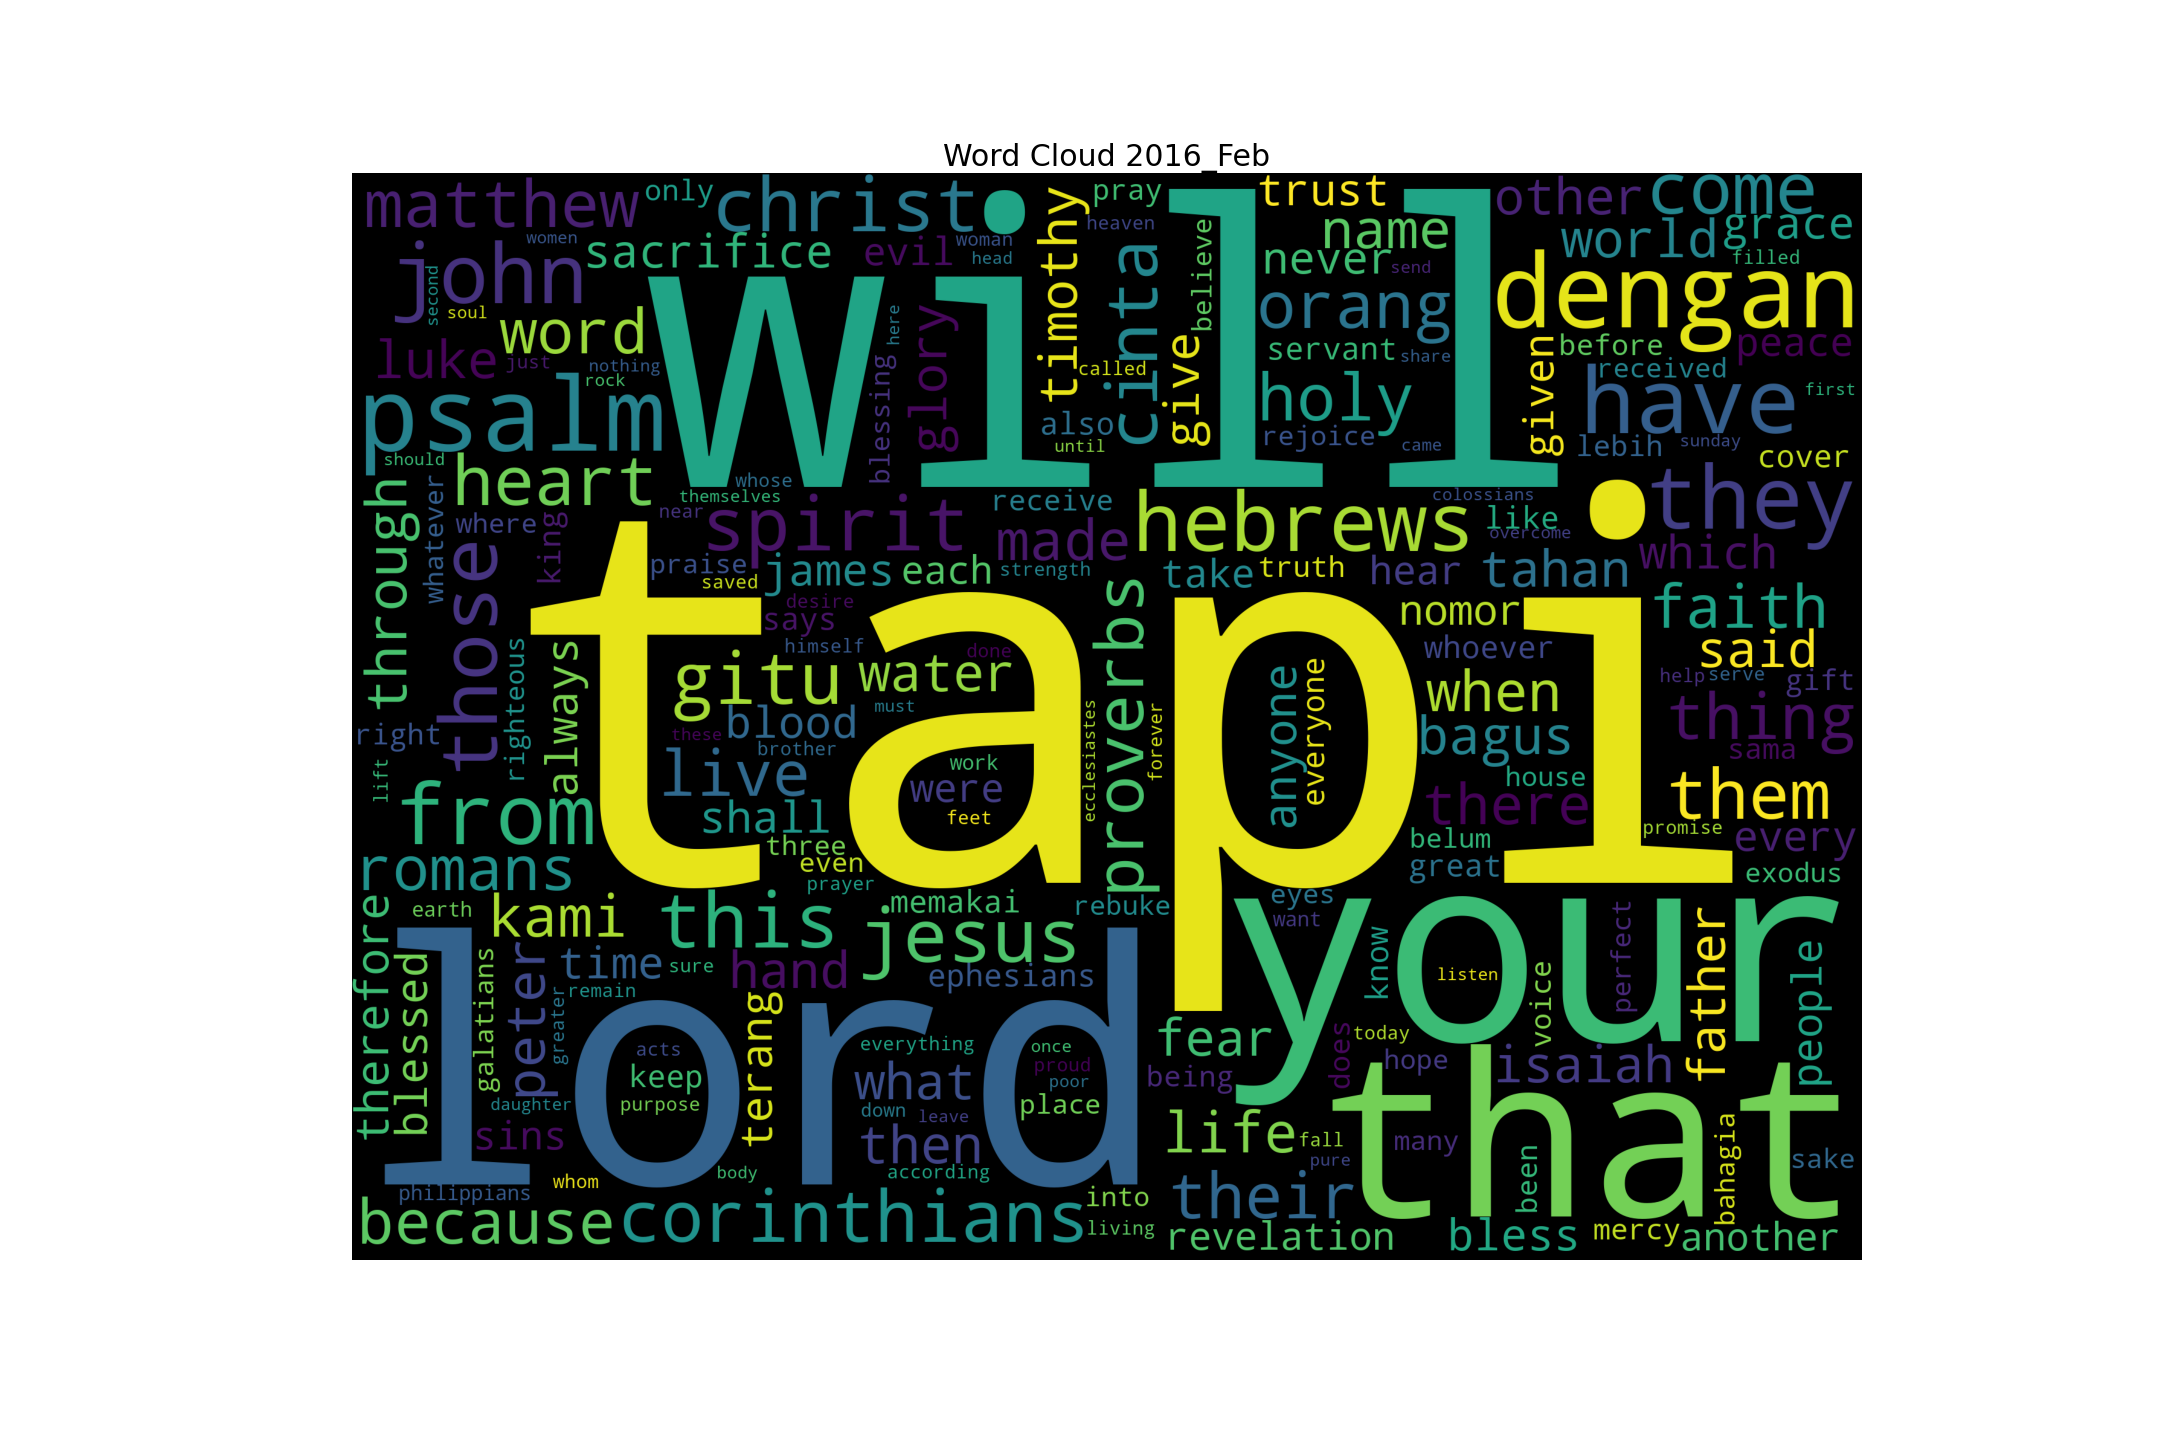 Word Cloud 2016_Feb
matthew
only
christ
will
timothy
pray
trust
other
come
women
sacrifice
evil
woman
heaven
name
world
grace
john
head
cinta
believe
never
send
filled
dengan
second
soul
word
here
orang
luke
just
nothing
glory
servant
share
given
before
peace
rock
blessing
called
give
received
psalm
holy
have
first
also
until
rejoice
came
lebih
sunday
should
heart
whose
themselves
cover
through
whatever
where
king
near
spirit
receive
made
hebrews
colossians
like
overcome
they
which
those
praise
saved
james
each
strength
take
truth
hear
tahan
tapi
desire
says
proverbs
nomor
faith
himself
done
whoever
said
righteous
always
gitu
water
anyone
everyone
when
help
serve
gift
right
these
blood
must
brother
ecclesiastes
forever
bagus
thing
sama
lift
live
work
were
feet
house
there
them
from
shall
three
even
belum
promise
every
romans
prayer
great
exodus
earth
kami
this
memakai
jesus
rebuke
eyes
want
your
therefore
blessed
galatians
peter
time
sure
hand
ephesians
know
listen
perfect
father
people
greater
remain
lord
terang
fear
today
voice
acts
keep
everything
what
once
proud
poor
being
does
hope
isaiah
daughter
purpose
down
leave
place
that
sins
then
life
fall
many
bahagia
body
according
pure
been
sake
philippians
whom
into
their
because
corinthians
living
revelation
bless
mercy
another